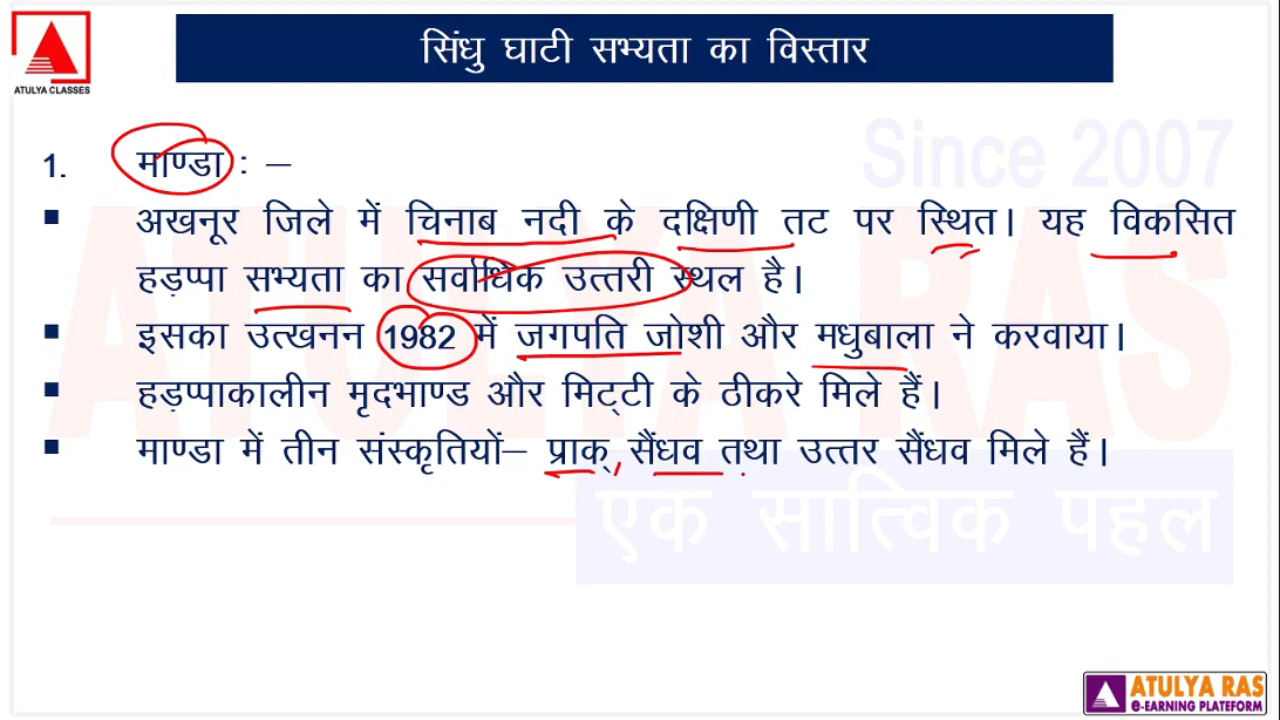 ATULYA CLASSES
सिंधु घाटी सभ्यता का विस्तार
Since 2007
1. माण्डा : –
▪ अखनूर जिले में चिनाब नदी के दक्षिणी तट पर स्थित। यह विकसित
हड़प्पा सभ्यता का सर्वाधिक उत्तरी स्थल है।
▪ इसका उत्खनन 1982 में जगपति जोशी और मधुबाला ने करवाया।
▪ हड़प्पाकालीन मृदभाण्ड और मिट्टी के ठीकरे मिले हैं।
▪ माण्डा में तीन संस्कृतियों– प्राक्, सैंधव तथा उत्तर सैंधव मिले हैं।
ATULYA RAS
एक सात्विक पहल
ATULYA RAS
e-EARNING PLATEFORM